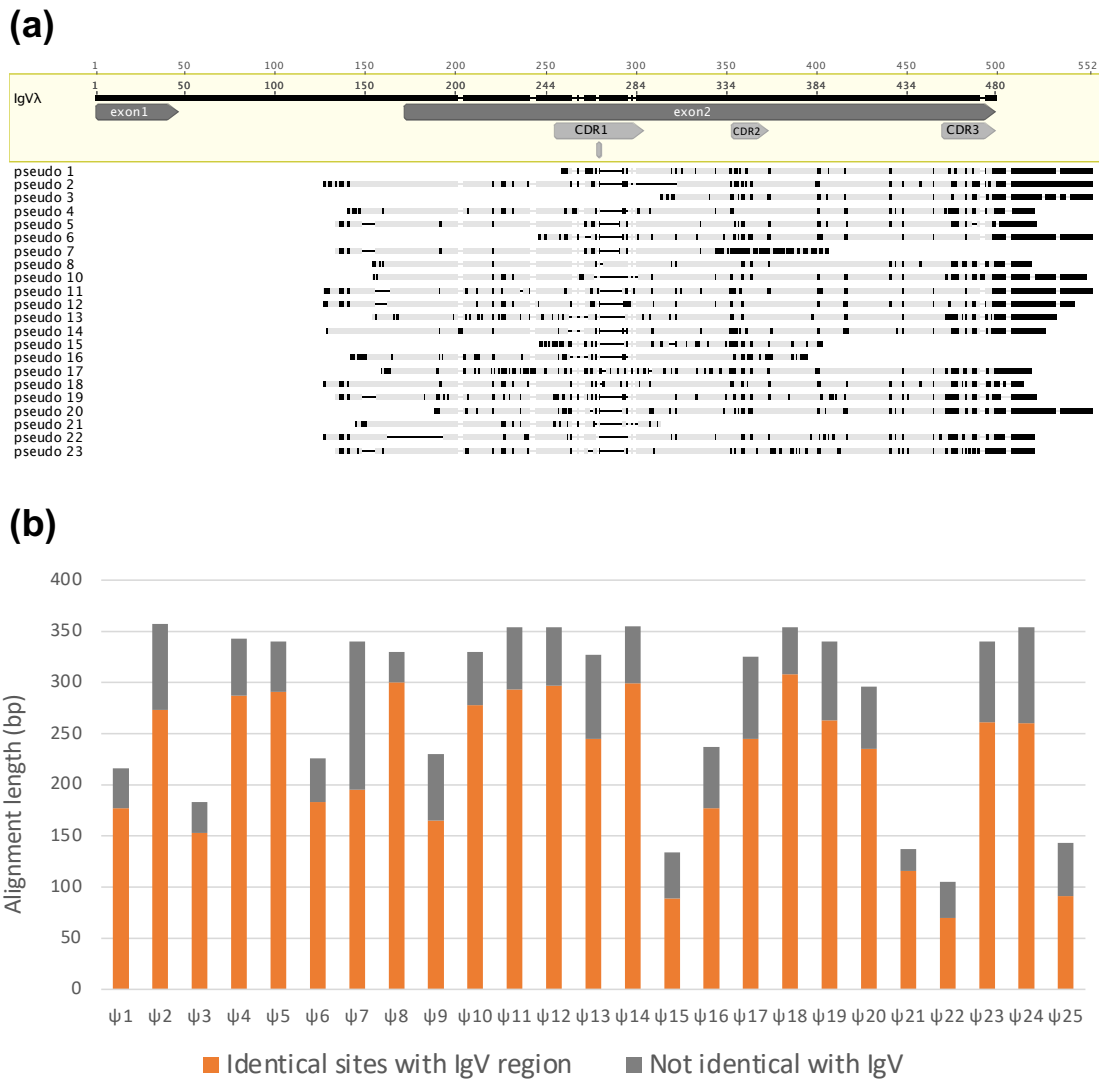 (a)
1 50 100 150 200 250 300 350 400 450 500 552
1 50 100 150 200 244 284 334 384 434 480
IgVλ
exon1 exon2
CDR1 CDR2 CDR3
pseudo 1
pseudo 2
pseudo 3
pseudo 4
pseudo 5
pseudo 6
pseudo 7
pseudo 8
pseudo 10
pseudo 11
pseudo 12
pseudo 13
pseudo 14
pseudo 15
pseudo 16
pseudo 17
pseudo 18
pseudo 19
pseudo 20
pseudo 21
pseudo 22
pseudo 23
(b)
400
350
300
250
200
150
100
50
0
Alignment length (bp)
ψ1 ψ2 ψ3 ψ4 ψ5 ψ6 ψ7 ψ8 ψ9 ψ10 ψ11 ψ12 ψ13 ψ14 ψ15 ψ16 ψ17 ψ18 ψ19 ψ20 ψ21 ψ22 ψ23 ψ24 ψ25
Identical sites with IgV region Not identical with IgV